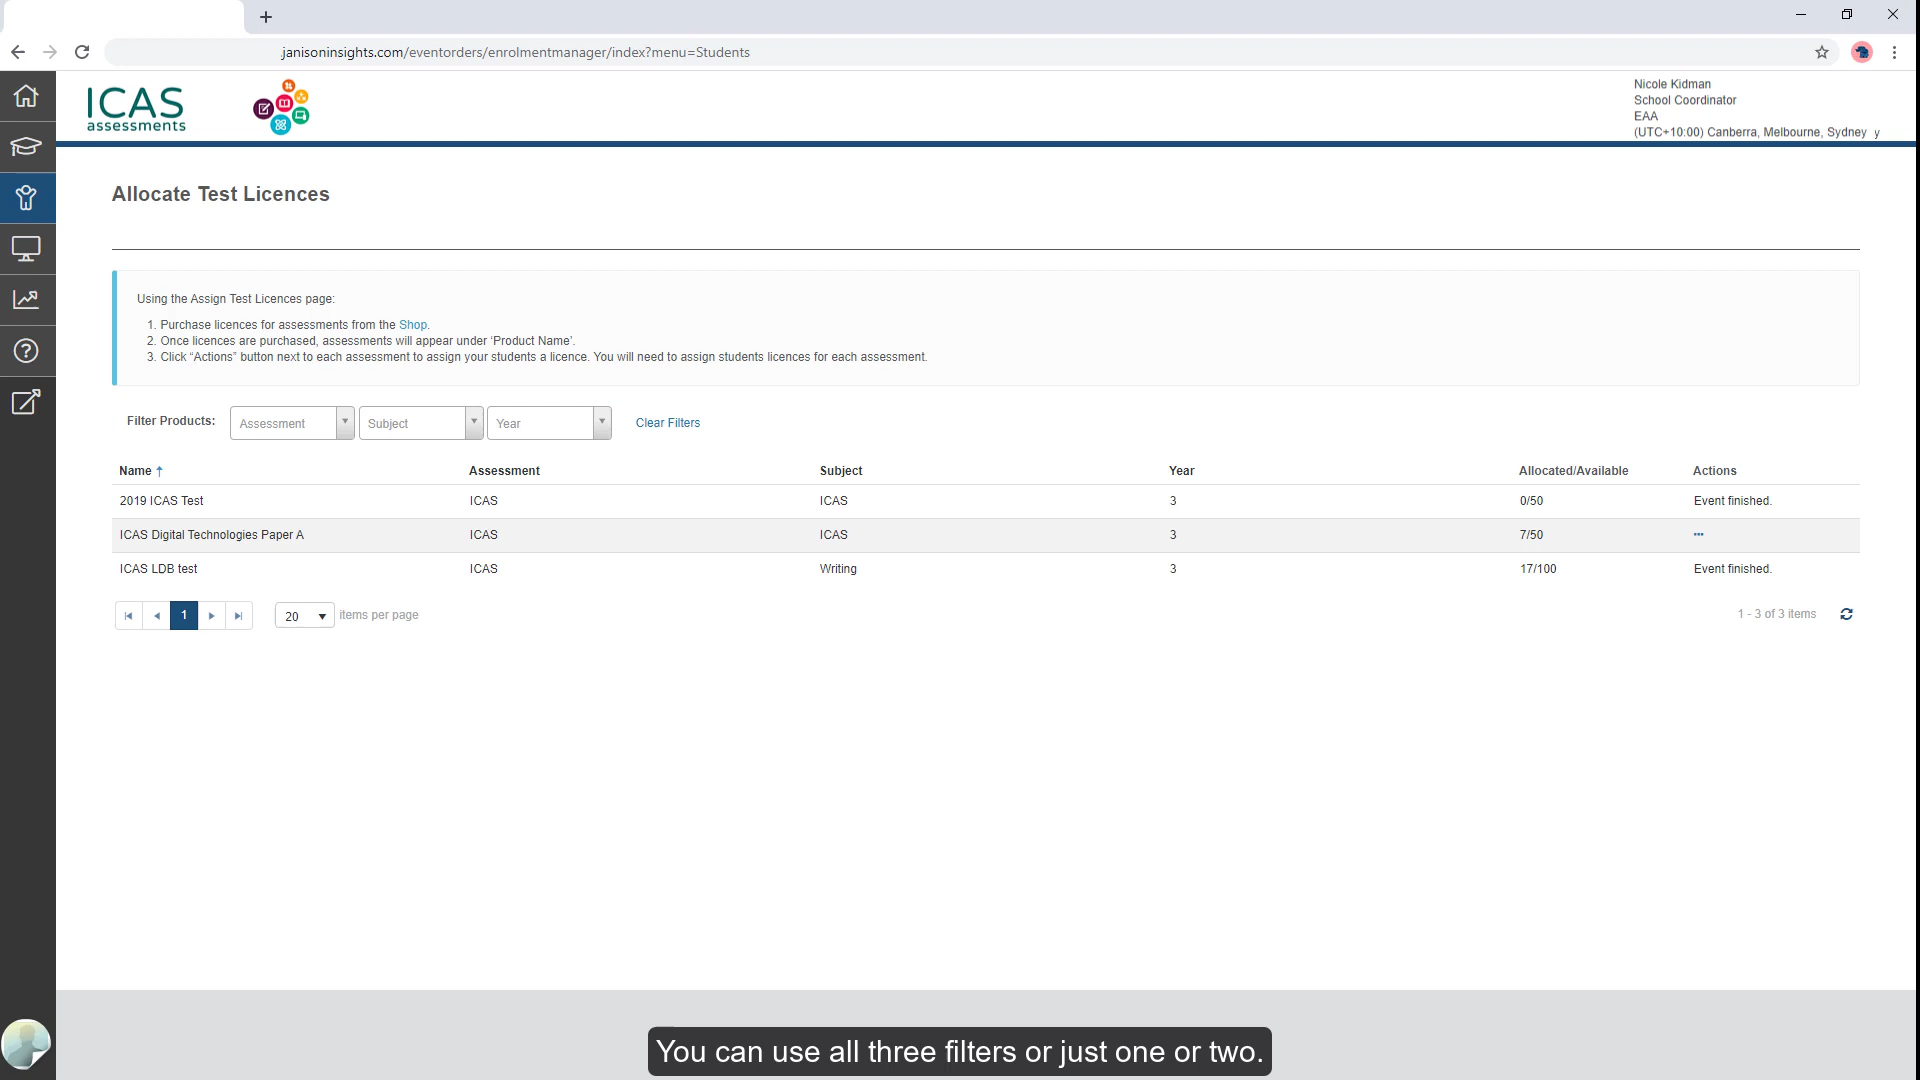 janisoninsights.com/eventorders/enrolmentmanager/index?menu=Students
ICAS
assessments
Nicole Kidman
School Coordinator
EAA
(UTC+10:00) Canberra, Melbourne, Sydney y
Allocate Test Licences
Using the Assign Test Licences page:
1. Purchase licences for assessments from the Shop.
2. Once licences are purchased, assessments will appear under ‘Product Name’.
3. Click “Actions” button next to each assessment to assign your students a licence. You will need to assign students licences for each assessment.
Filter Products: Assessment Subject Year Clear Filters
Name ↑ Assessment Subject Year Allocated/Available Actions
2019 ICAS Test ICAS ICAS 3 0/50 Event finished.
ICAS Digital Technologies Paper A ICAS ICAS 3 7/50 ...
ICAS LDB test ICAS Writing 3 17/100 Event finished.
1 20 items per page 1 - 3 of 3 items
You can use all three filters or just one or two.